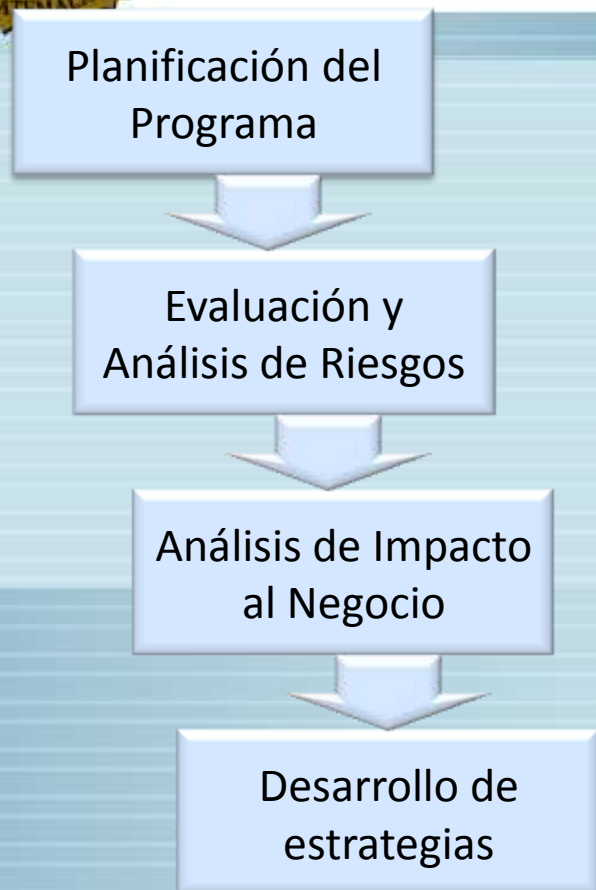 Planificación del
Programa
Evaluación y
Análisis de Riesgos
Análisis de Impacto
al Negocio
Desarrollo de
estrategias